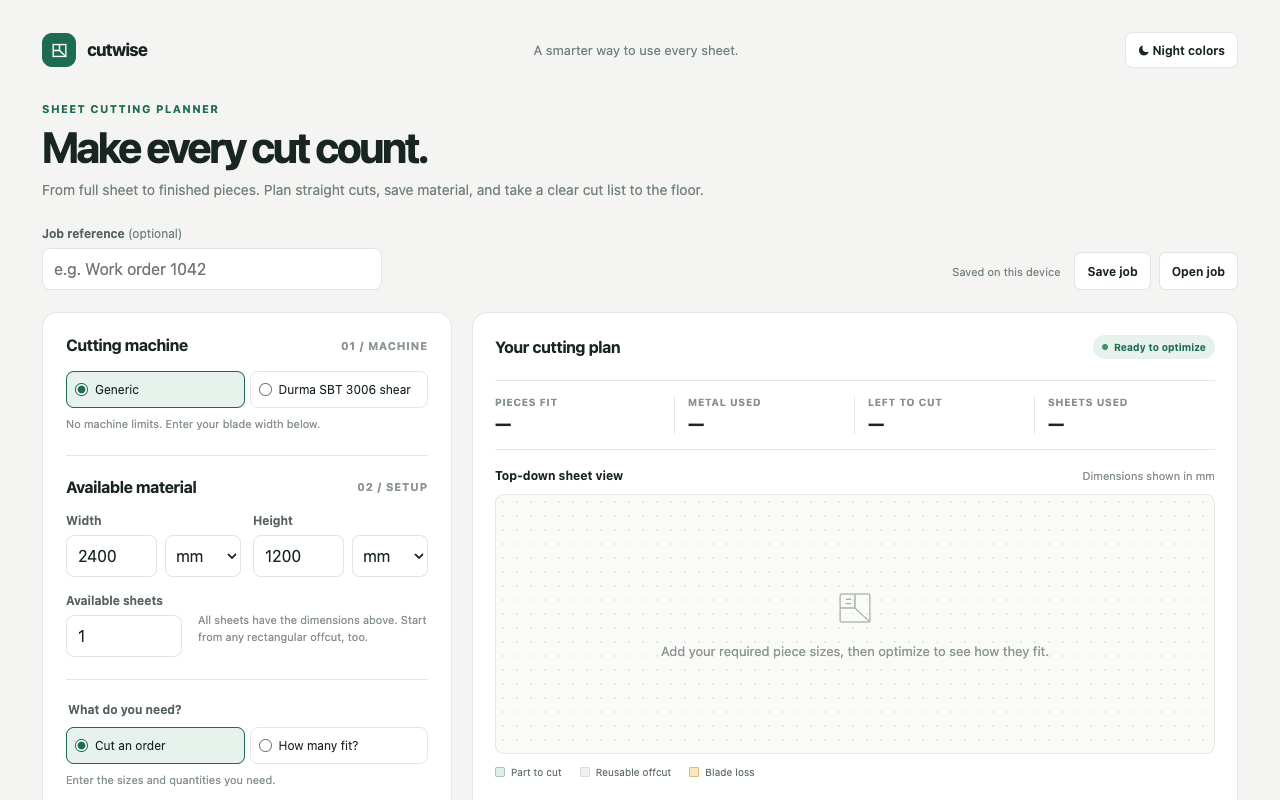 cutwise
A smarter way to use every sheet.
Night colors
SHEET CUTTING PLANNER
Make every cut count.
From full sheet to finished pieces. Plan straight cuts, save material, and take a clear cut list to the floor.
Job reference (optional)
e.g. Work order 1042
Saved on this device
Save job
Open job
Cutting machine
01 / MACHINE
Generic
Durma SBT 3006 shear
No machine limits. Enter your blade width below.
Available material
02 / SETUP
Width
Height
2400
mm
1200
mm
Available sheets
1
All sheets have the dimensions above. Start
from any rectangular offcut, too.
What do you need?
Cut an order
How many fit?
Enter the sizes and quantities you need.
Your cutting plan
Ready to optimize
PIECES FIT
—
METAL USED
—
LEFT TO CUT
—
SHEETS USED
—
Top-down sheet view
Dimensions shown in mm
Add your required piece sizes, then optimize to see how they fit.
Part to cut
Reusable offcut
Blade loss